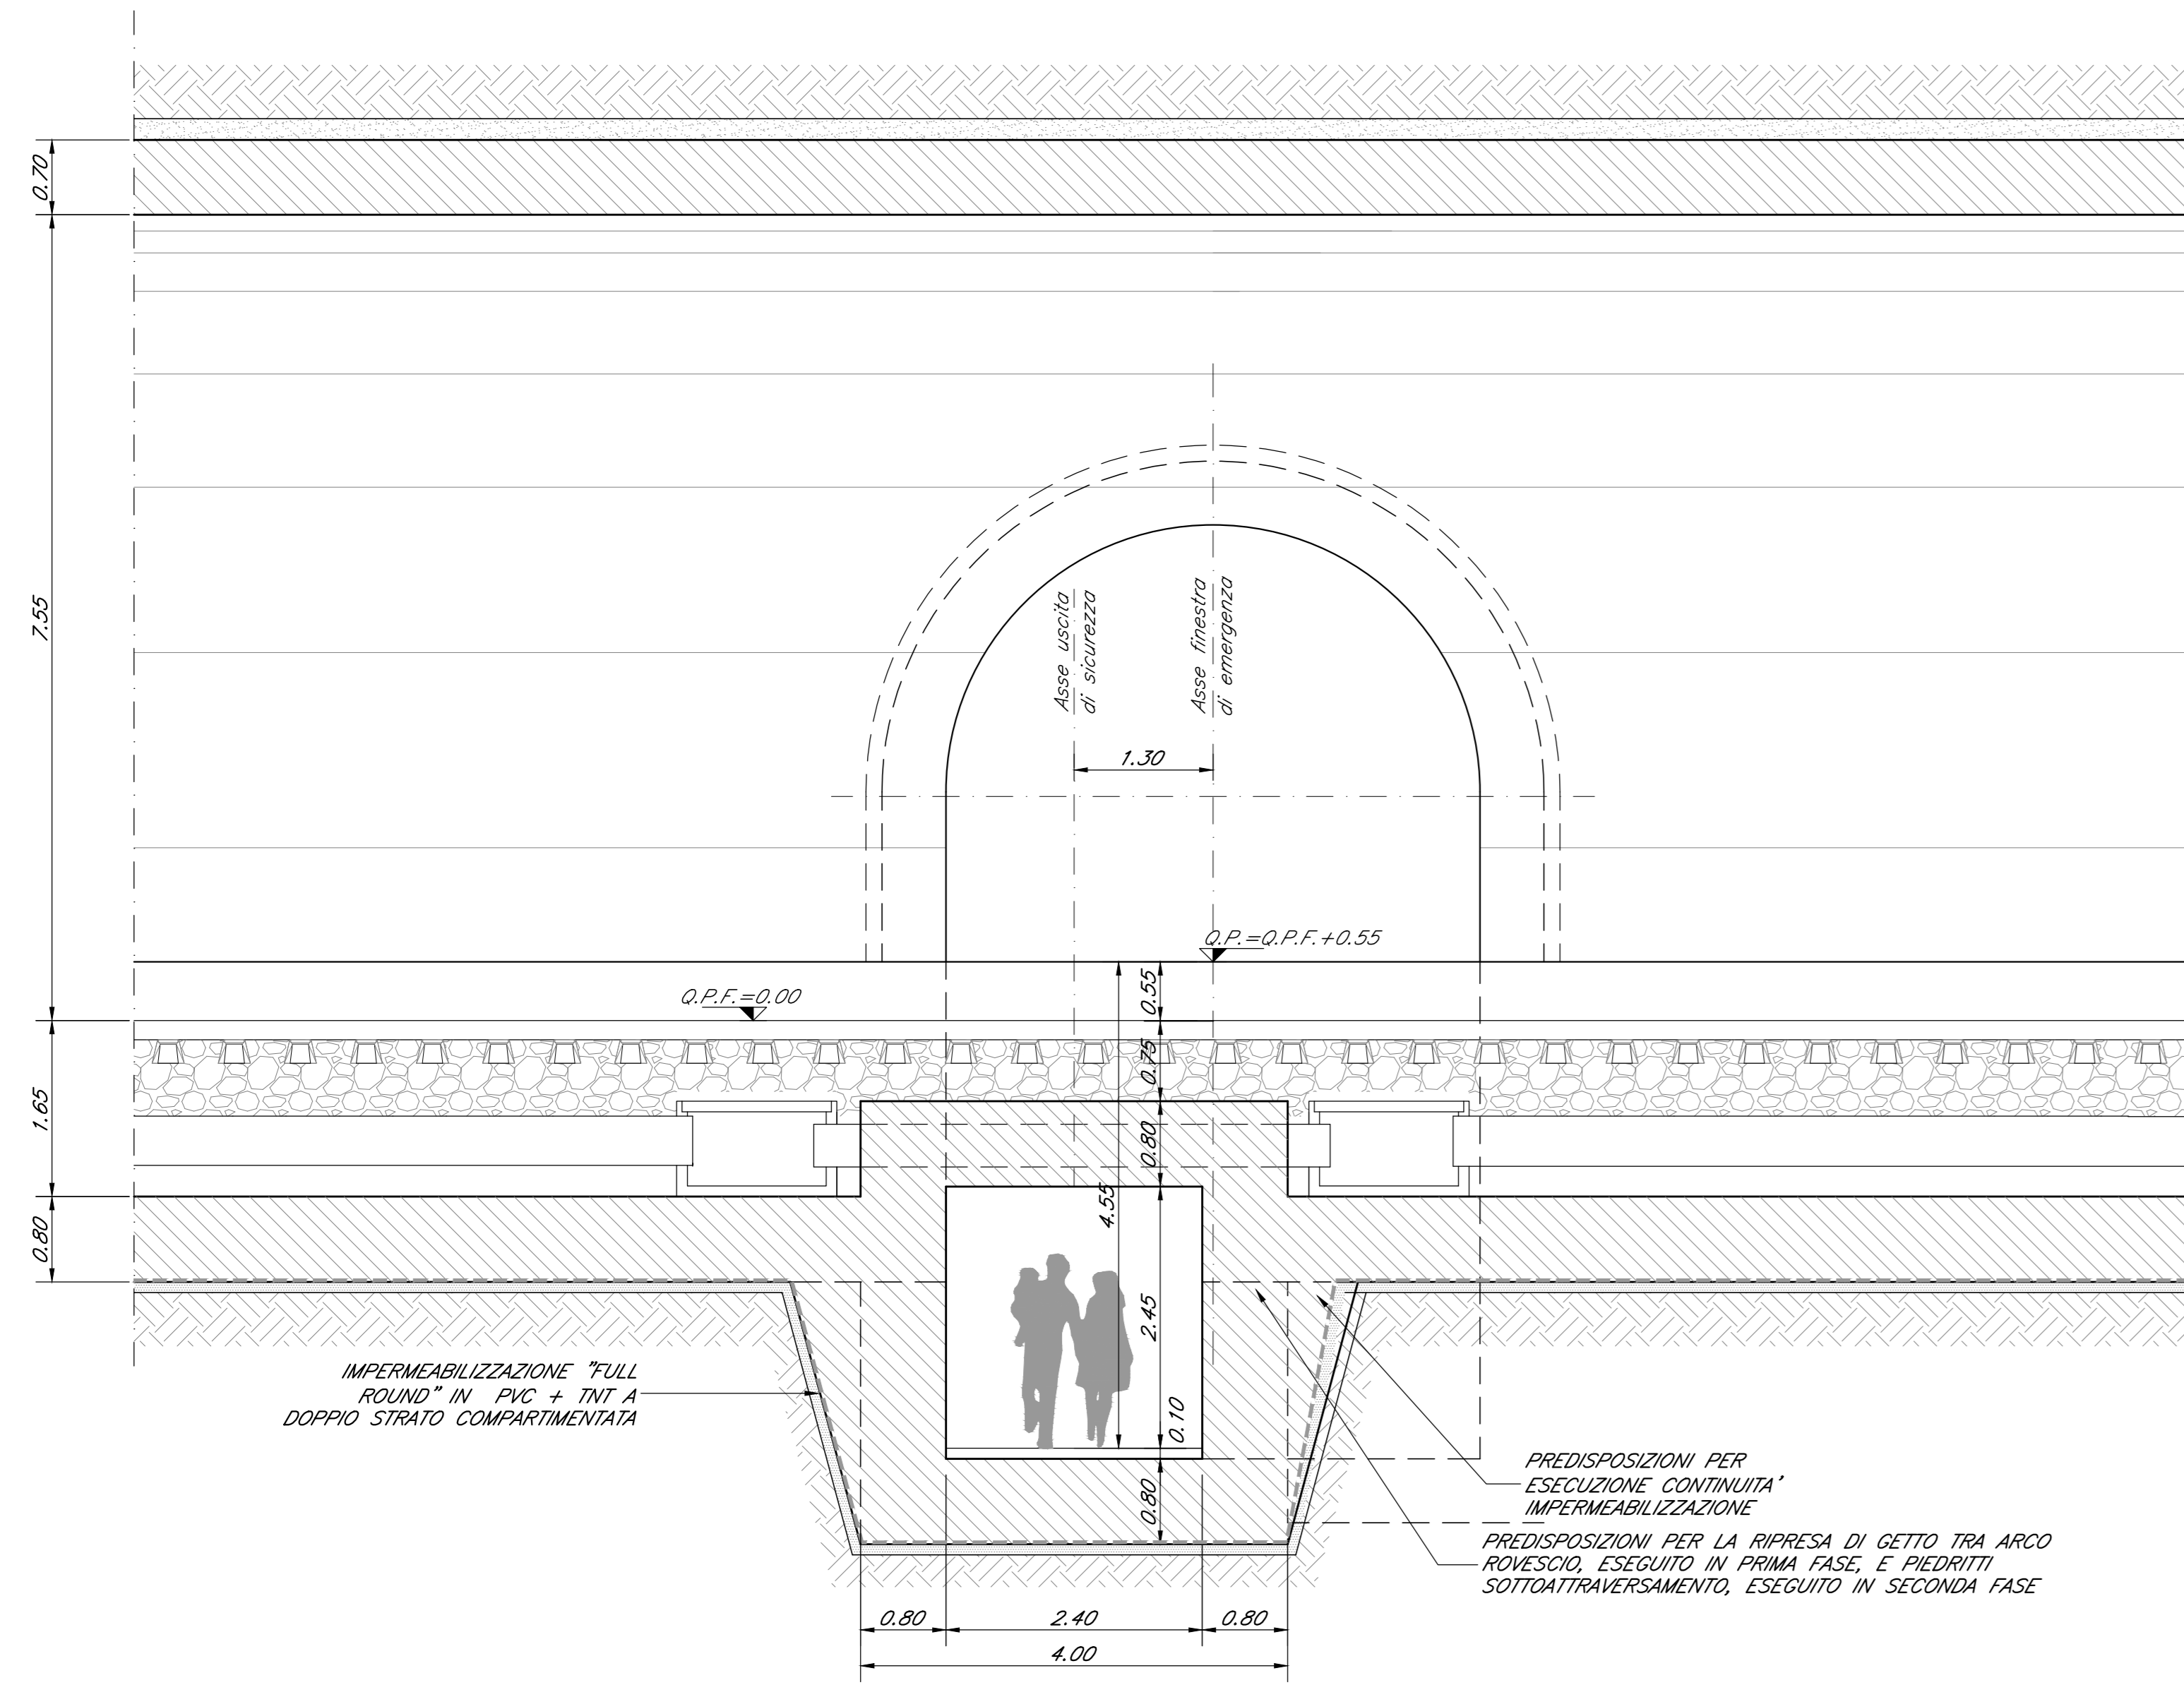 0.70
7.55
Asse uscita
di sicurezza
Asse finestra
di emergenza
1.30
Q.P.=Q.P.F.+0.55
Q.P.F.=0.00
0.55
0.75
1.65
0.80
4.55
0.80
2.45
0.10
0.80
IMPERMEABILIZZAZIONE "FULL
ROUND" IN PVC + TNT A
DOPPIO STRATO COMPARTIMENTATA
PREDISPOSIZIONI PER
ESECUZIONE CONTINUITA'
IMPERMEABILIZZAZIONE
PREDISPOSIZIONI PER LA RIPRESA DI GETTO TRA ARCO
ROVESCIO, ESEGUITO IN PRIMA FASE, E PIEDRITTI
SOTTOATTRAVERSAMENTO, ESEGUITO IN SECONDA FASE
0.80 2.40 0.80
4.00